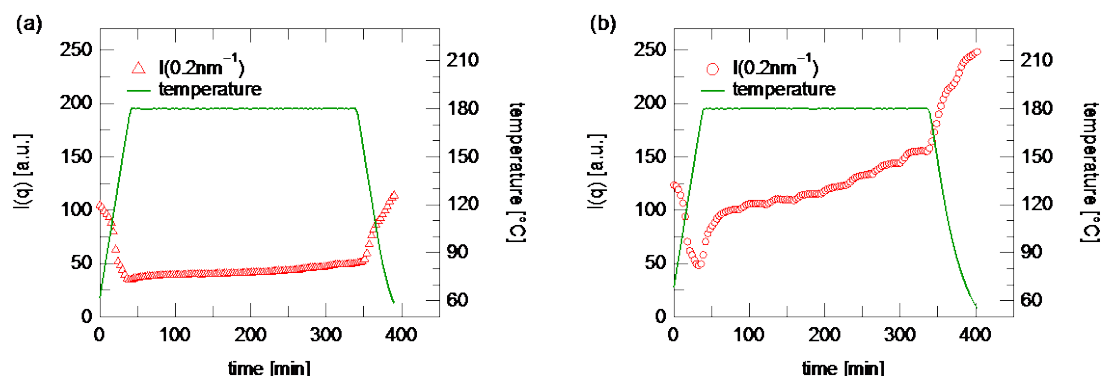 (a)
250
200
150
100
50
0
I(q) [a.u.]
I(0.2nm⁻¹)
temperature
210
180
150
120
90
60
temperature [°C]
0 100 200 300 400
time [min]
(b)
250
200
150
100
50
0
I(q) [a.u.]
I(0.2nm⁻¹)
temperature
210
180
150
120
90
60
temperature [°C]
0 100 200 300 400
time [min]